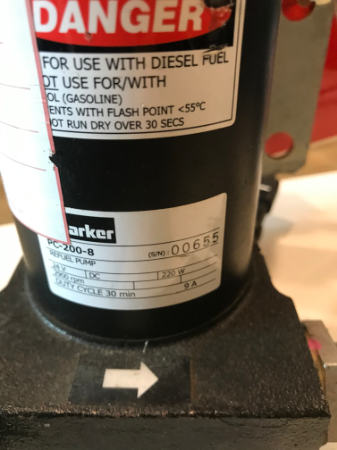 DANGER
FOR USE WITH DIESEL FUEL
OT USE FOR/WITH
OL (GASOLINE)
ENTS WITH FLASH POINT <55°C
OT RUN DRY OVER 30 SECS
arker
PC-200-8 (S/N): 00655
REFUEL PUMP
24 V DC 220 W
rpm
DUTY CYCLE 30 min 9 A